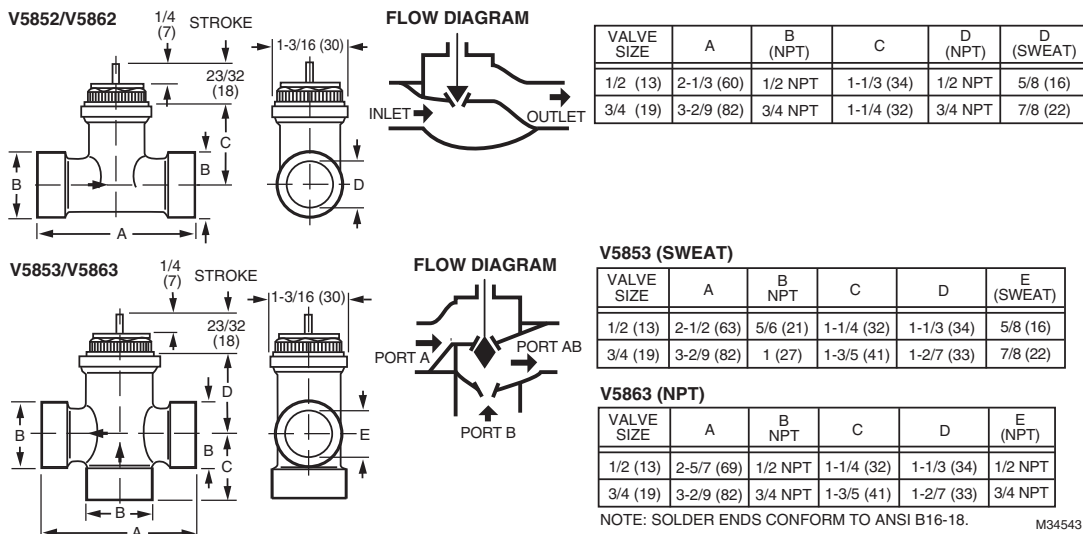 V5852/V5862
1/4
(7)
STROKE
23/32
(18)
C
B
B
A
1-3/16 (30)
D
FLOW DIAGRAM
INLET
OUTLET
VALVE SIZE A B (NPT) C D (NPT) D (SWEAT)
1/2 (13) 2-1/3 (60) 1/2 NPT 1-1/3 (34) 1/2 NPT 5/8 (16)
3/4 (19) 3-2/9 (82) 3/4 NPT 1-1/4 (32) 3/4 NPT 7/8 (22)
V5853/V5863
1/4
(7)
STROKE
23/32
(18)
D
B
B
C
B
A
1-3/16 (30)
E
FLOW DIAGRAM
PORT A
PORT AB
PORT B
V5853 (SWEAT)
VALVE SIZE A B NPT C D E (SWEAT)
1/2 (13) 2-1/2 (63) 5/6 (21) 1-1/4 (32) 1-1/3 (34) 5/8 (16)
3/4 (19) 3-2/9 (82) 1 (27) 1-3/5 (41) 1-2/7 (33) 7/8 (22)
V5863 (NPT)
VALVE SIZE A B NPT C D E (NPT)
1/2 (13) 2-5/7 (69) 1/2 NPT 1-1/4 (32) 1-1/3 (34) 1/2 NPT
3/4 (19) 3-2/9 (82) 3/4 NPT 1-3/5 (41) 1-2/7 (33) 3/4 NPT
NOTE: SOLDER ENDS CONFORM TO ANSI B16-18.
M34543